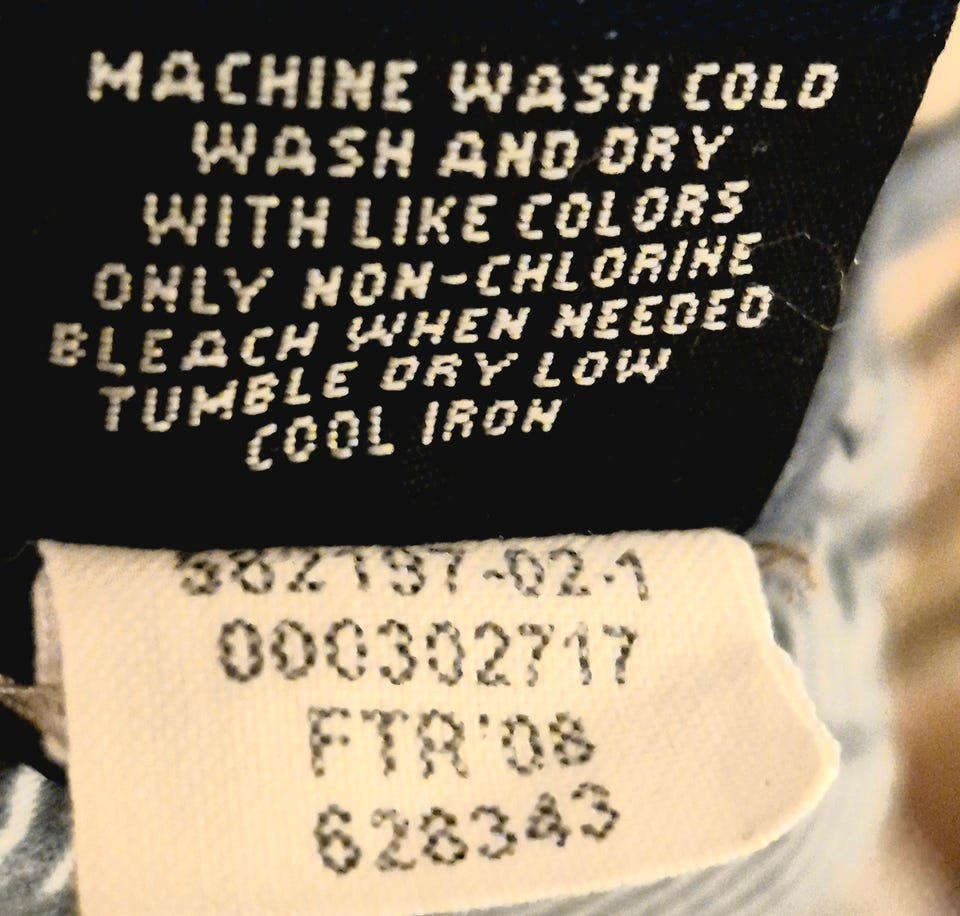 MACHINE WASH COLD
WASH AND DRY
WITH LIKE COLORS
ONLY NON-CHLORINE
BLEACH WHEN NEEDED
TUMBLE DRY LOW
COOL IRON
000302717
FTR'08
628343